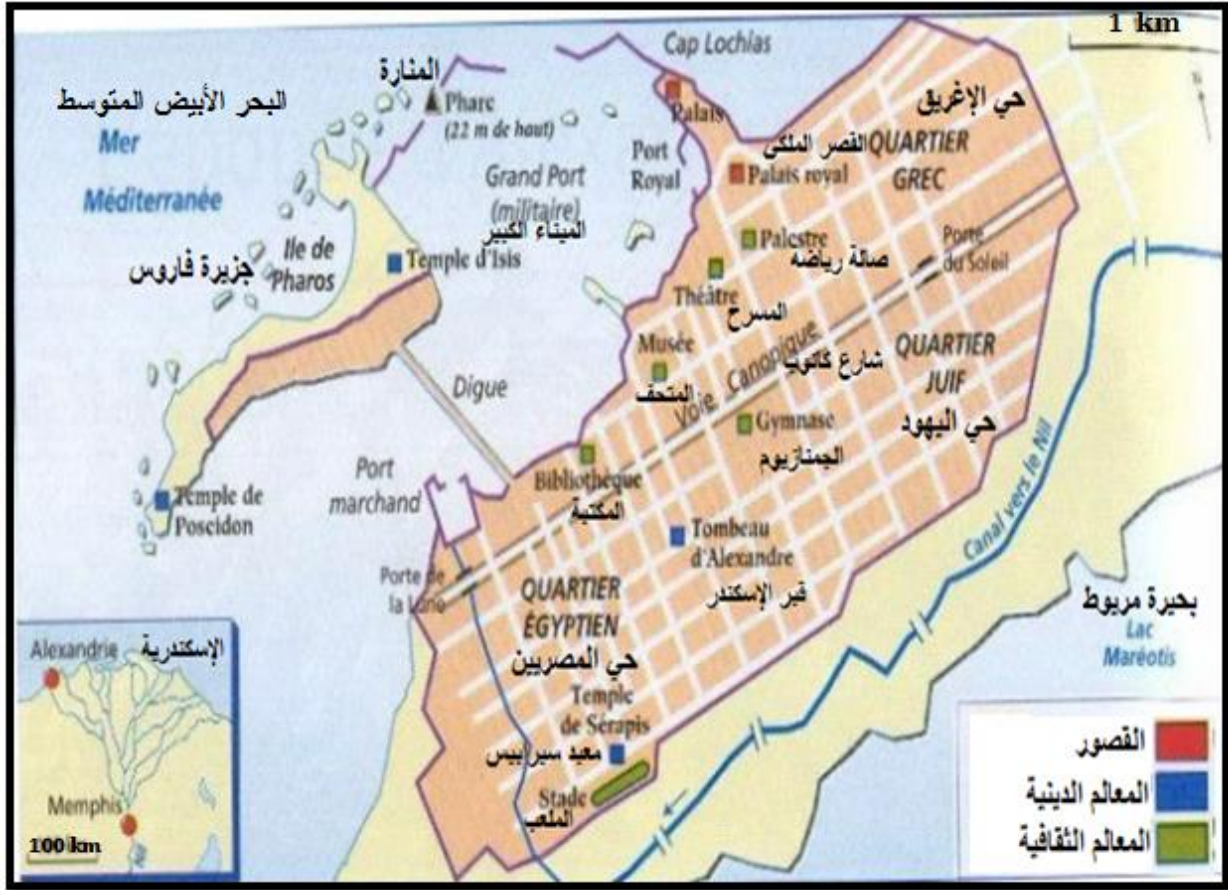 1 km
Cap Lochias
المنارة
Phare
(22 m de haut)
البحر الأبيض المتوسط
Mer
Méditerranée
Palais
حي الإغريق
QUARTIER
GREC
القصر الملكي
Palais royal
Port
Royal
Grand Port
(militaire)
الميناء الكبير
Ile de
Pharos
جزيرة فاروس
Temple d'Isis
Palestre
صالة رياضه
Porte
du Soleil
Théâtre
المسرح
Musée
المتحف
Voie Canopique
شارع كانوب
QUARTIER
JUIF
حي اليهود
Digue
Gymnase
الجمنازيوم
Bibliothèque
المكتبة
Port
marchand
Temple de
Poseidon
Tombeau
d'Alexandre
قبر الإسكندر
Canal vers le Nil
Porte de
la Lune
QUARTIER
ÉGYPTIEN
حي المصريين
بحيرة مريوط
Lac
Maréotis
Temple
de Sérapis
معبد سيرابيس
Stade
الملعب
Alexandrie
الإسكندرية
Memphis
100 km
Nil
القصور
المعالم الدينية
المعالم الثقافية